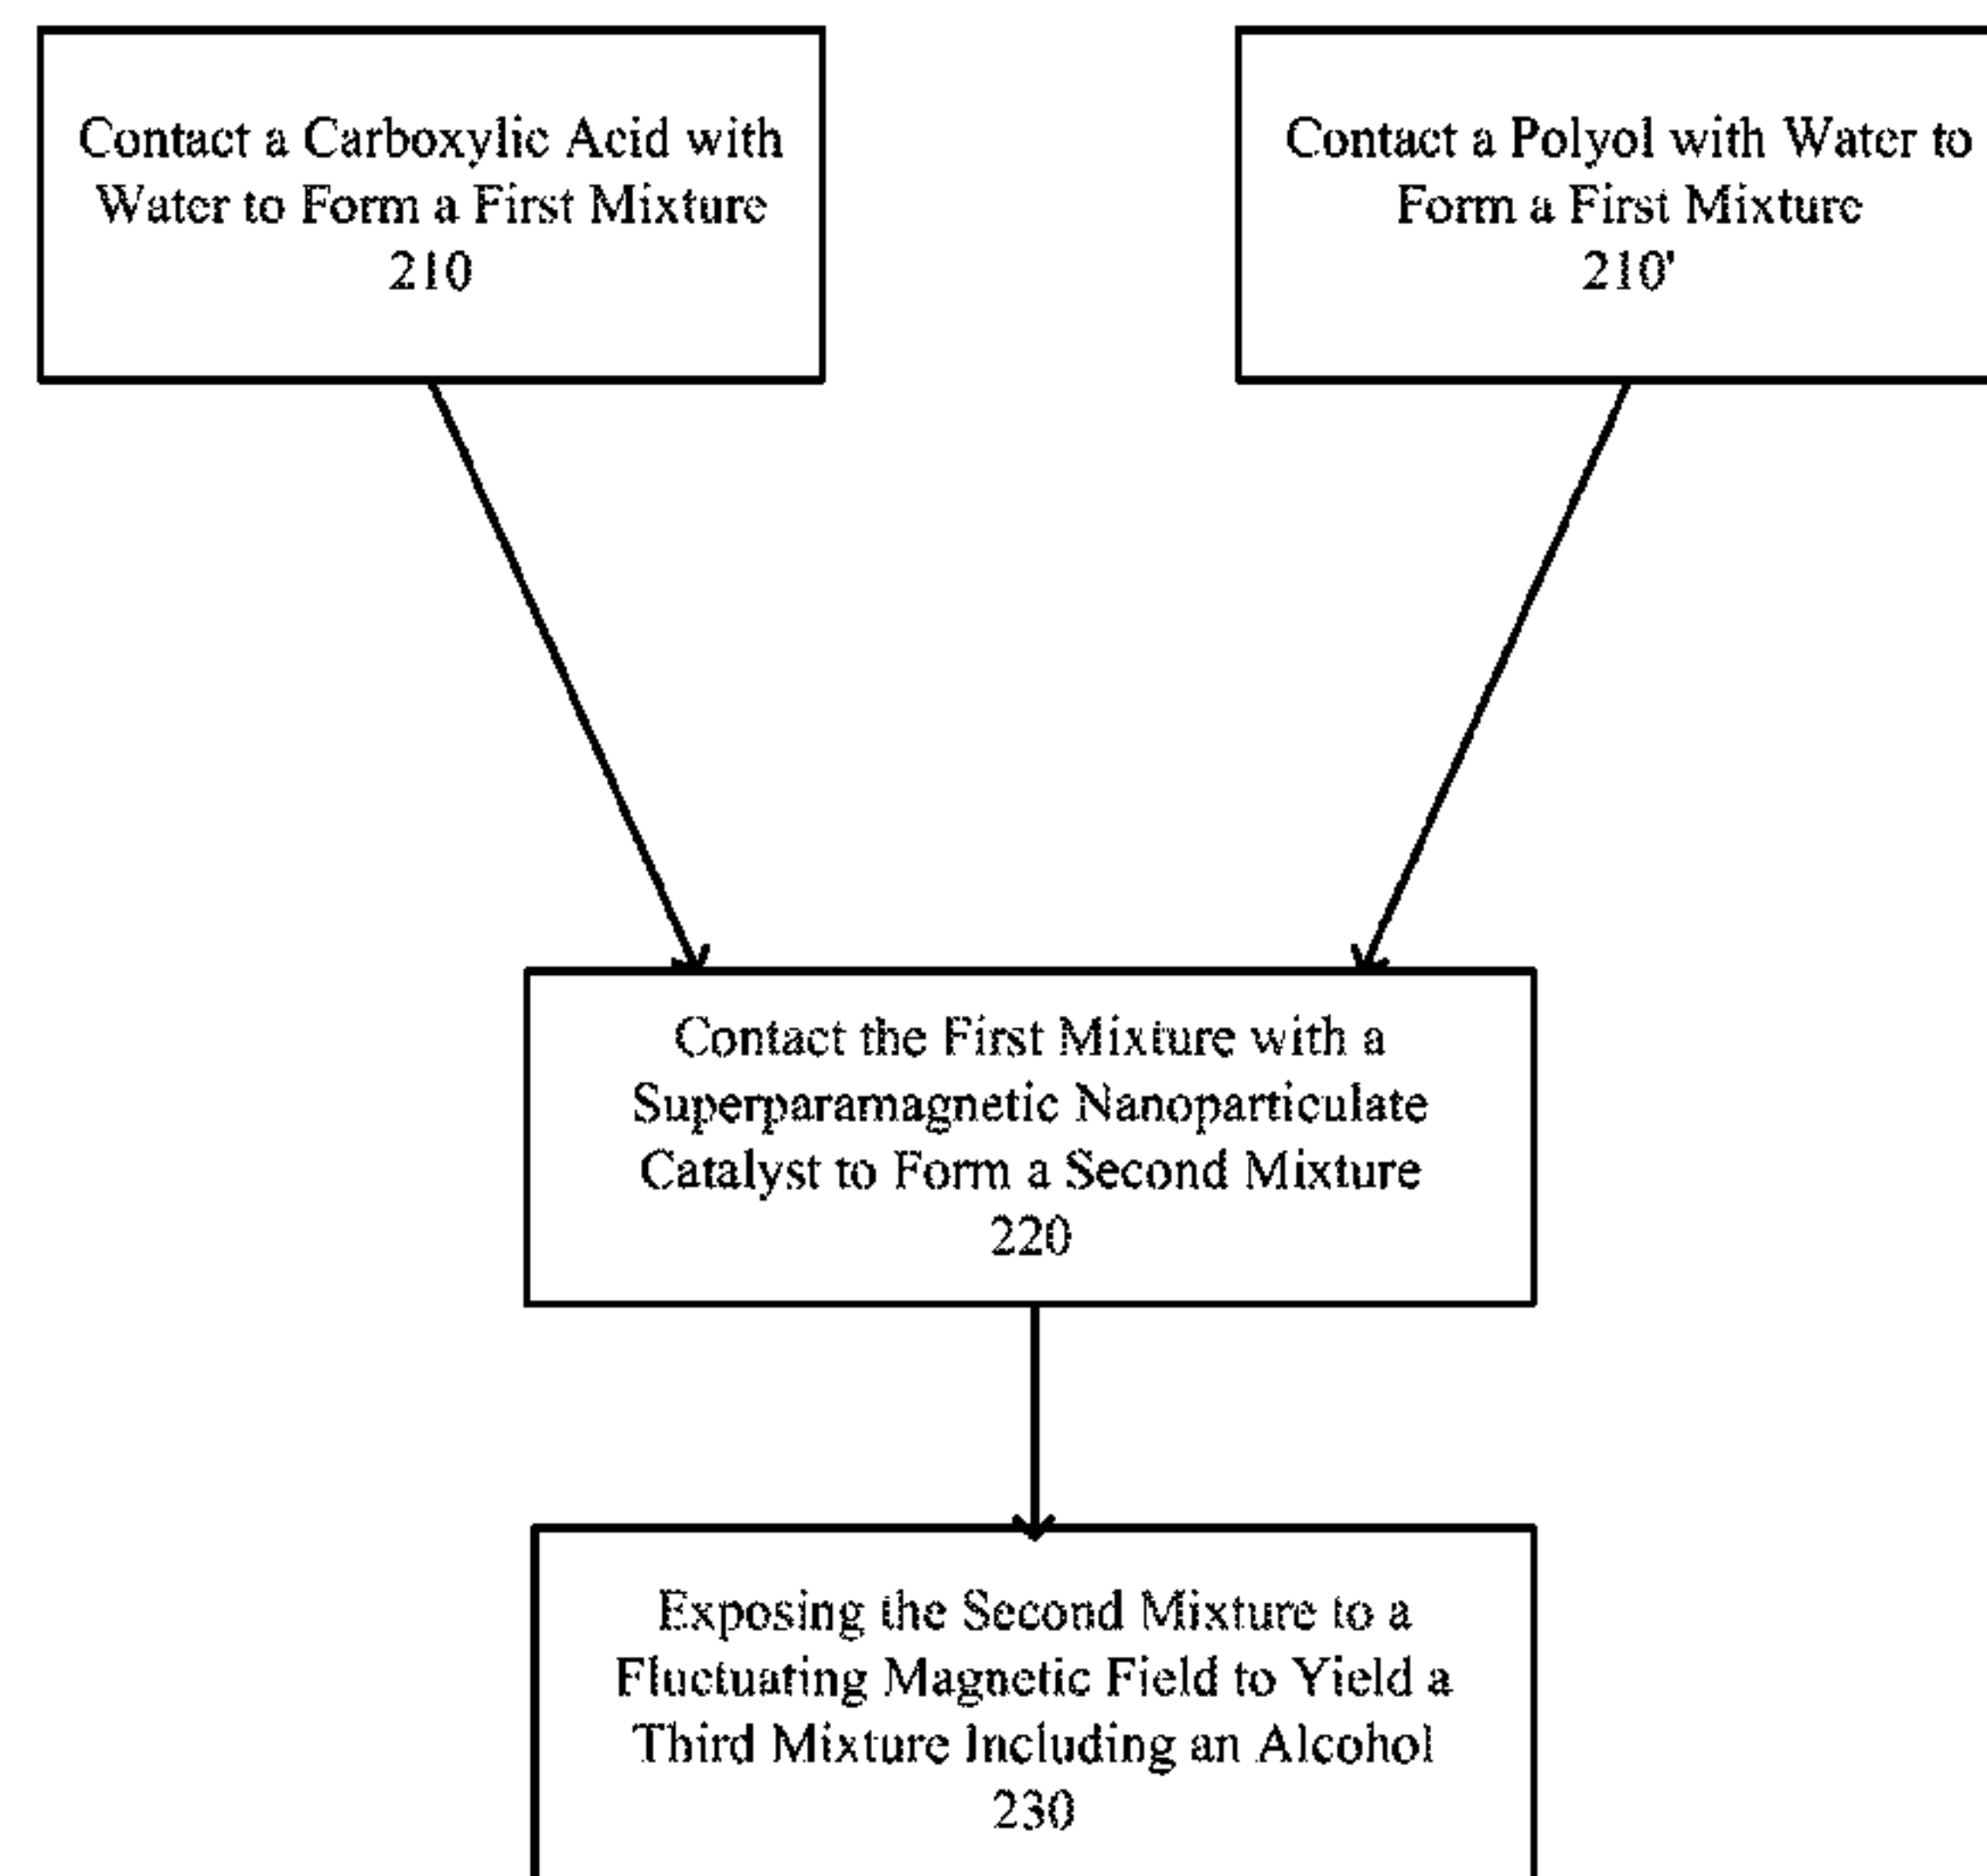 Contact a Carboxylic Acid with
Water to Form a First Mixture
210
Contact a Polyol with Water to
Form a First Mixture
210'
Contact the First Mixture with a
Superparamagnetic Nanoparticulate
Catalyst to Form a Second Mixture
220
Exposing the Second Mixture to a
Fluctuating Magnetic Field to Yield a
Third Mixture Including an Alcohol
230